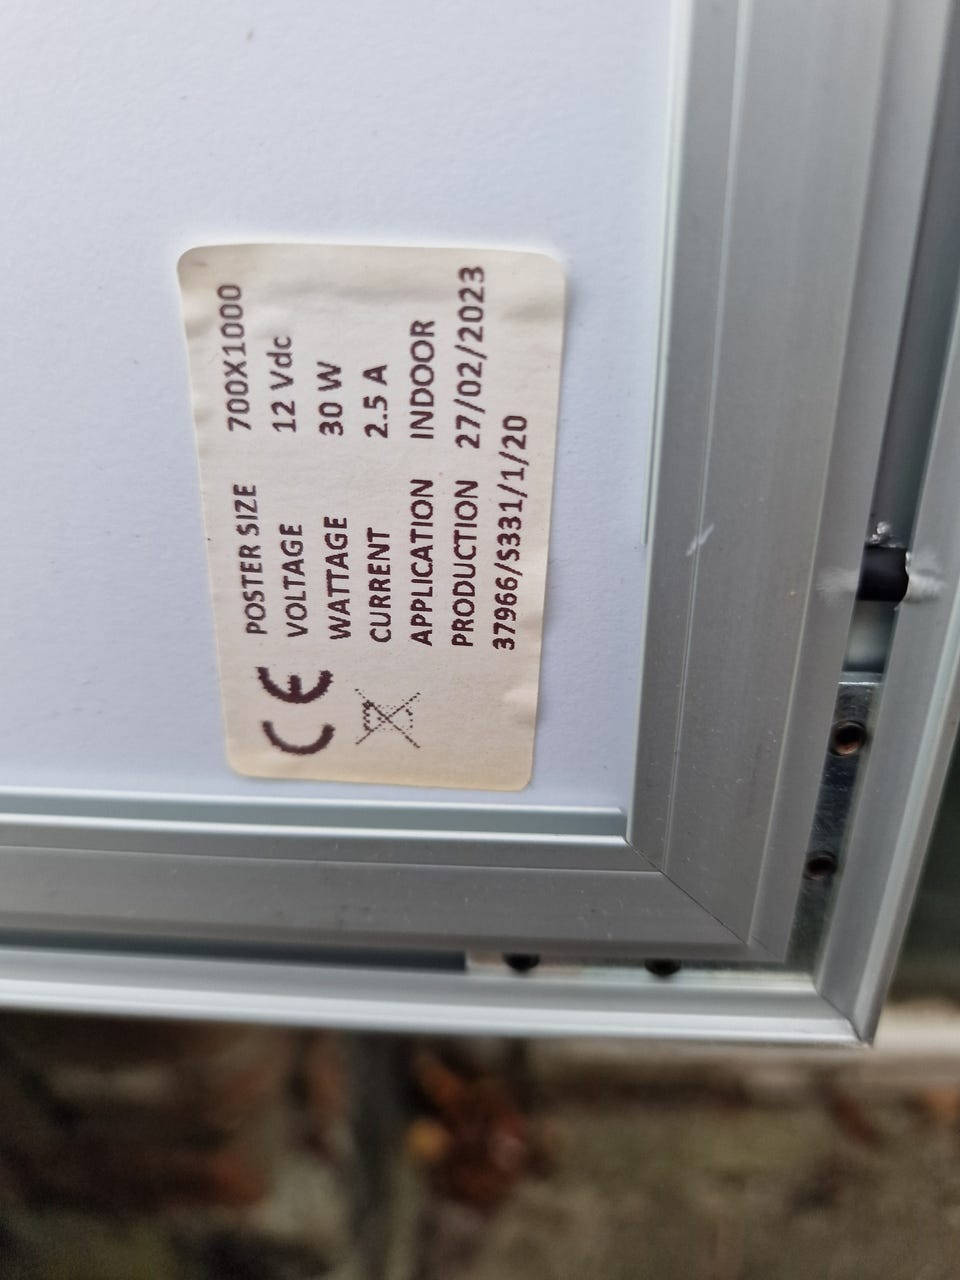 CE
POSTER SIZE 700X1000
VOLTAGE 12 Vdc
WATTAGE 30 W
CURRENT 2.5 A
APPLICATION INDOOR
PRODUCTION 27/02/2023
37966/S331/1/20